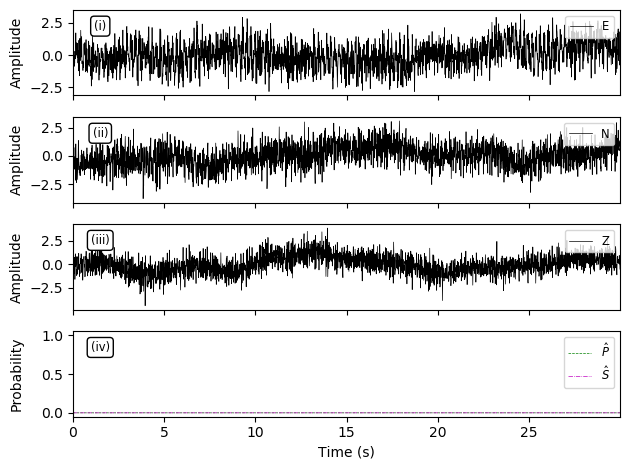 Amplitude
2.5
0.0
−2.5
(i)
E
Amplitude
2.5
0.0
−2.5
(ii)
N
Amplitude
2.5
0.0
−2.5
(iii)
Z
Probability
1.0
0.5
0.0
(iv)
P̂
Ŝ
0 5 10 15 20 25
Time (s)